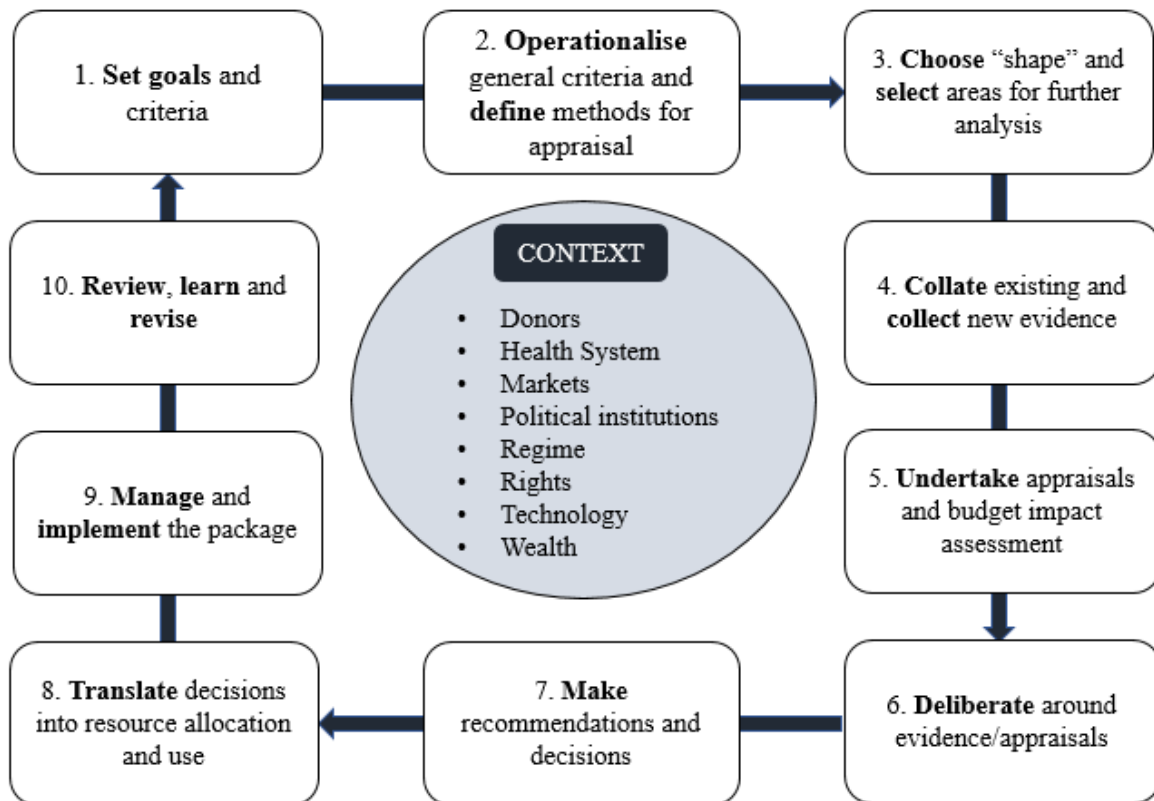 1. Set goals and
criteria
2. Operationalise
general criteria and
define methods for
appraisal
3. Choose “shape” and
select areas for further
analysis
4. Collate existing and
collect new evidence
5. Undertake appraisals
and budget impact
assessment
6. Deliberate around
evidence/appraisals
7. Make
recommendations and
decisions
8. Translate decisions
into resource allocation
and use
9. Manage and
implement the package
10. Review, learn and
revise
CONTEXT
• Donors
• Health System
• Markets
• Political institutions
• Regime
• Rights
• Technology
• Wealth